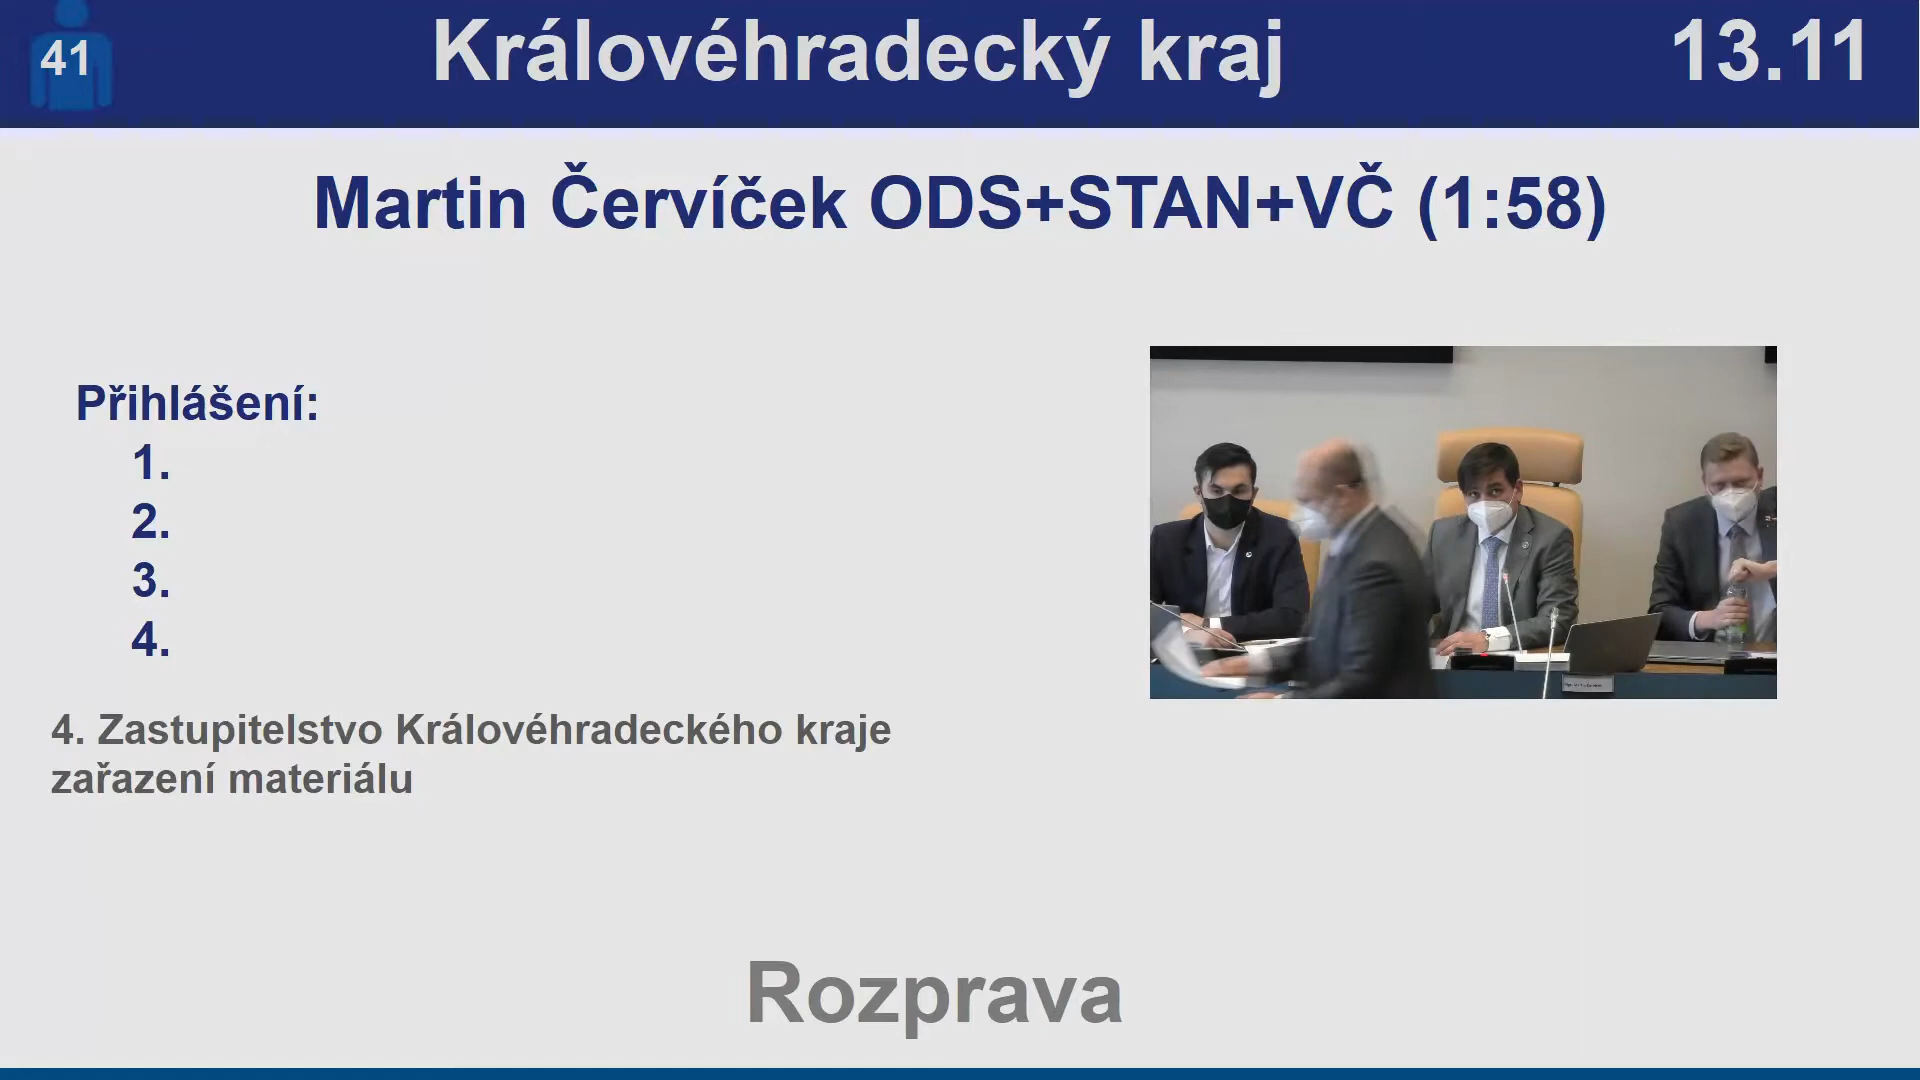 41
Královéhradecký kraj
13.11
Martin Červíček ODS+STAN+VČ (1:58)
Přihlášení:
1.
2.
3.
4.
4. Zastupitelstvo Královéhradeckého kraje
zařazení materiálu
Rozprava